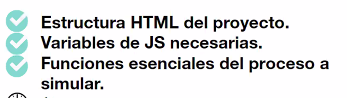 Estructura HTML del proyecto.
Variables de JS necesarias.
Funciones esenciales del proceso a
simular.